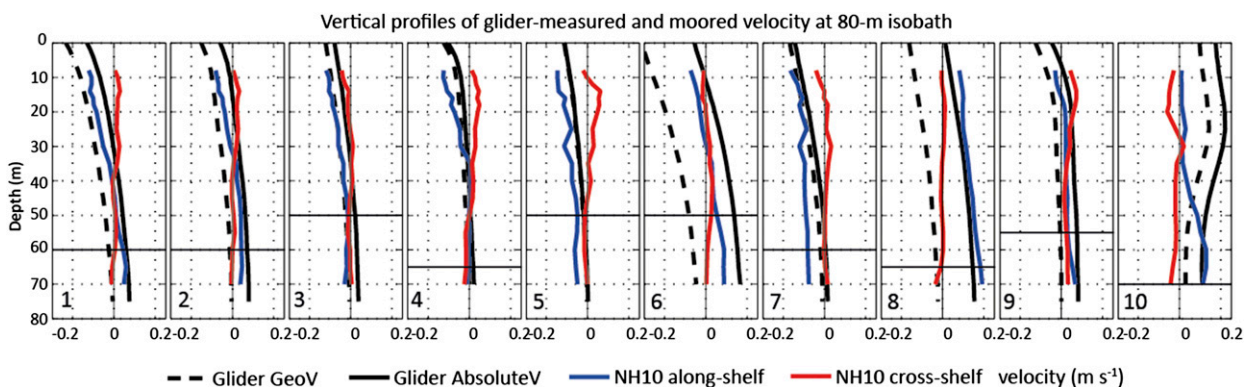 Vertical profiles of glider-measured and moored velocity at 80-m isobath
Depth (m)
0
10
20
30
40
50
60
70
80
1 2 3 4 5 6 7 8 9 10
-0.2 0 0.2 -0.2 0 0.2 -0.2 0 0.2 -0.2 0 0.2 -0.2 0 0.2 -0.2 0 0.2 -0.2 0 0.2 -0.2 0 0.2 -0.2 0 0.2 -0.2 0 0.2
Glider GeoV Glider AbsoluteV NH10 along-shelf NH10 cross-shelf velocity (m s⁻¹)